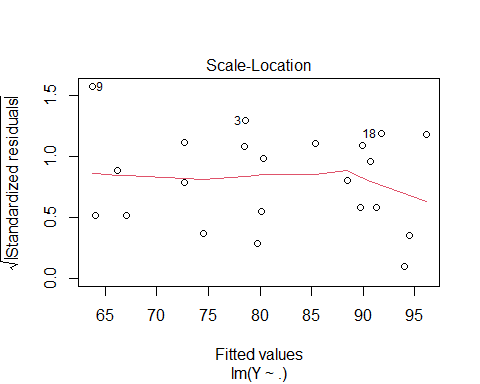 Scale-Location
√|Standardized residuals|
0.0 0.5 1.0 1.5
9
3
18
65 70 75 80 85 90 95
Fitted values
lm(Y ~ .)